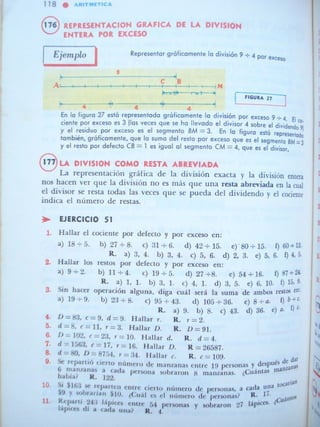 118 ● ARITMETICA
176 REPRESENTACION GRAFICA DE LA DIVISION
ENTERA POR EXCESO
Ejemplo
Representar gráficamente la división 9 ÷ 4 por exceso
9
C B
A M
4 4 4
FIGURA 27
En la figura 27 está representada gráficamente la división por exceso 9 ÷ 4. El co-
ciente por exceso es 3 (las veces que se ha llevado el divisor 4 sobre el dividendo 9)
y el residuo por exceso es el segmento BM = 3. En la figura está representado
también, gráficamente, que la suma del resto por exceso que es el segmento BM = 3
y el resto por defecto CB = 1 es igual al segmento CM = 4, que es el divisor.
177 LA DIVISION COMO RESTA ABREVIADA
La representación gráfica de la división exacta y la división entera
nos hacen ver que la división no es más que una resta abreviada en la cual
el divisor se resta todas las veces que se pueda del dividendo y el cociente
indica el número de restas.
EJERCICIO 51
1. Hallar el cociente por defecto y por exceso en:
a) 18 ÷ 5. b) 27 ÷ 8. c) 31 ÷ 6. d) 42 ÷ 15. e) 80 ÷ 15. f) 60 ÷ 13.
R. a) 3, 4. b) 3, 4. c) 5, 6. d) 2, 3. e) 5, 6. f) 4, 5.
2. Hallar los restos por defecto y por exceso en:
a) 9 ÷ 2. b) 11 ÷ 4. c) 19 ÷ 5. d) 27 ÷ 8. e) 54 ÷ 16. f) 87 ÷ 24.
R. a) 1, 1. b) 3, 1. c) 4, 1. d) 3, 5. e) 6, 10. f) 15, 9.
3. Sin hacer operación alguna, diga cuál será la suma de ambos restos en:
a) 19 ÷ 9. b) 23 ÷ 8. c) 95 ÷ 43. d) 105 ÷ 36. e) 8 ÷ a. f) b ÷ c.
R. a) 9. b) 8. c) 43. d) 36. e) a. f) c.
4. D = 83, c = 9, d = 9. Hallar r. R. r = 2.
5. d = 8, c = 11, r = 3. Hallar D. R. D = 91.
6. D = 102, c = 23, r = 10. Hallar d. R. d = 4.
7. d = 1563, c = 17, r = 16. Hallar D. R = 26587.
8. d = 80, D = 8754, r = 34. Hallar c. R. c = 109.
9. Se repartió cierto número de manzanas entre 19 personas y después de dar
6 manzanas a cada persona sobraron 8 manzanas. ¿Cuántas manzanas
había? R. 122.
10. Si $163 se reparten entre cierto número de personas, a cada una tocarían
$9 y sobrarían $10. ¿Cuál es el número de personas? R. 17.
11. Repartí 243 lápices entre 54 personas y sobraron 27 lápices. ¿Cuántos
lápices di a cada una? R. 4.